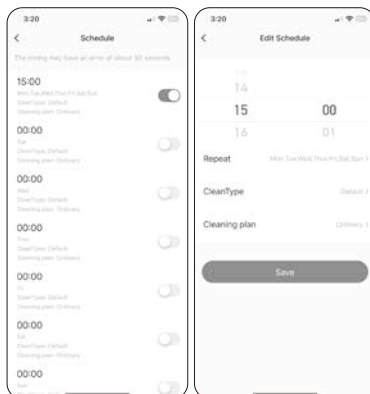 3:20
Schedule
The timing may have an error of about 30 seconds
15:00
Mon,Tue,Wed,Thur,Fri,Sat,Sun
CleanType: Default
Cleaning plan: Ordinary
00:00
Tue
CleanType: Default
Cleaning plan: Ordinary
00:00
Wed
CleanType: Default
Cleaning plan: Ordinary
00:00
Thur
CleanType: Default
Cleaning plan: Ordinary
00:00
Fri
CleanType: Default
Cleaning plan: Ordinary
00:00
Sat
CleanType: Default
Cleaning plan: Ordinary
00:00
Sun
3:20
Edit Schedule
14
15 00
16 01
Repeat Mon,Tue,Wed,Thur,Fri,Sat,Sun >
CleanType Default >
Cleaning plan Ordinary >
Save